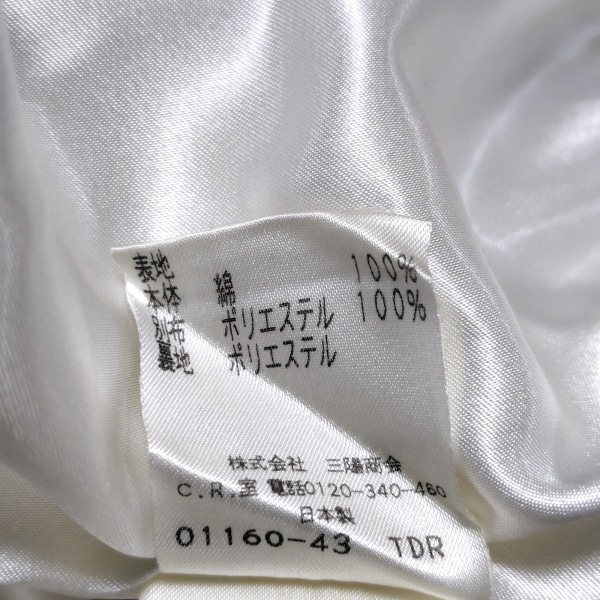 表地
本体 綿 100%
別布 ポリエステル 100%
裏地 ポリエステル
株式会社 三陽商会
C.R.室 電話0120-340-460
日本製
01160-43 TDR